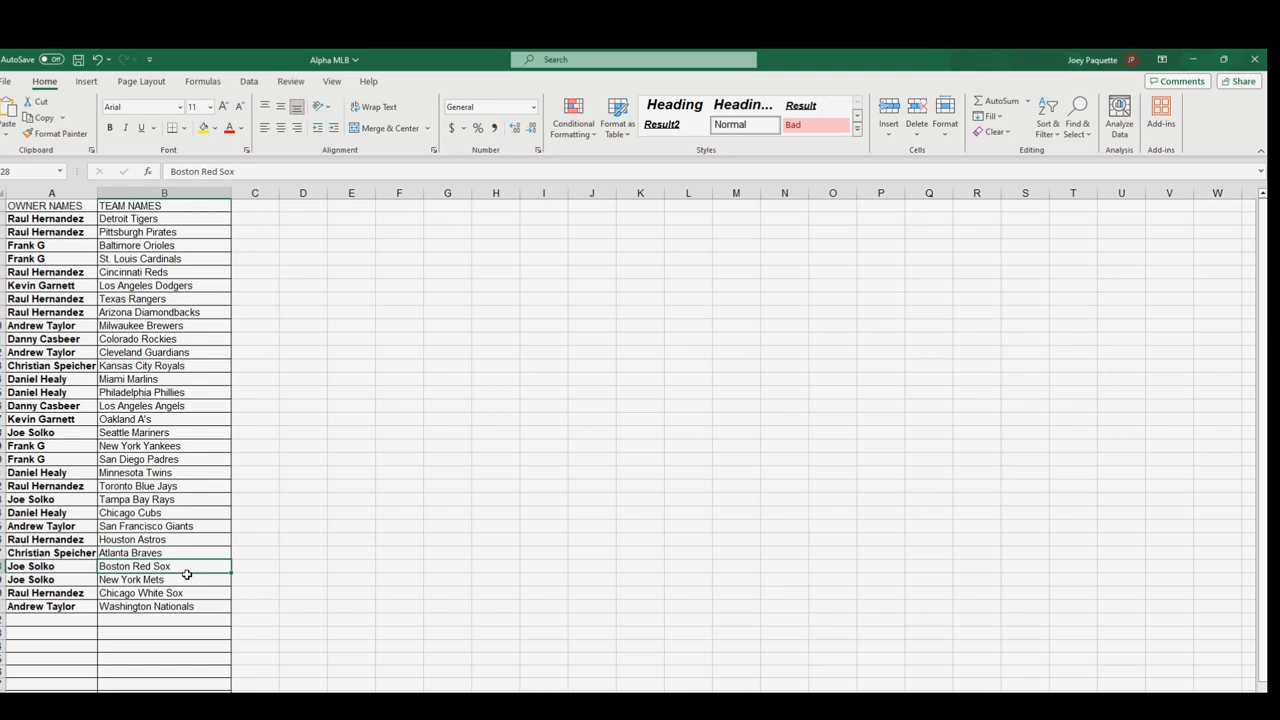 AutoSave Off Alpha MLB Search Joey Paquette JP
File Home Insert Page Layout Formulas Data Review View Help Comments Share
Cut Arial 11 Wrap Text General Heading Headin... Result AutoSum
Copy Fill
Format Painter Merge & Center Conditional Formatting Format as Table Result2 Normal Bad Insert Delete Format Clear Sort & Filter Find & Select Analyze Data Add-ins
Clipboard Font Alignment Number Styles Cells Editing Analysis Add-ins
28 fx Boston Red Sox
A B C D E F G H I J K L M N O P Q R S T U V W
OWNER NAMES TEAM NAMES
Raul Hernandez Detroit Tigers
Raul Hernandez Pittsburgh Pirates
Frank G Baltimore Orioles
Frank G St. Louis Cardinals
Raul Hernandez Cincinnati Reds
Kevin Garnett Los Angeles Dodgers
Raul Hernandez Texas Rangers
Raul Hernandez Arizona Diamondbacks
Andrew Taylor Milwaukee Brewers
Danny Casbeer Colorado Rockies
Andrew Taylor Cleveland Guardians
Christian Speicher Kansas City Royals
Daniel Healy Miami Marlins
Daniel Healy Philadelphia Phillies
Danny Casbeer Los Angeles Angels
Kevin Garnett Oakland A's
Joe Solko Seattle Mariners
Frank G New York Yankees
Frank G San Diego Padres
Daniel Healy Minnesota Twins
Raul Hernandez Toronto Blue Jays
Joe Solko Tampa Bay Rays
Daniel Healy Chicago Cubs
Andrew Taylor San Francisco Giants
Raul Hernandez Houston Astros
Christian Speicher Atlanta Braves
Joe Solko Boston Red Sox
Joe Solko New York Mets
Raul Hernandez Chicago White Sox
Andrew Taylor Washington Nationals